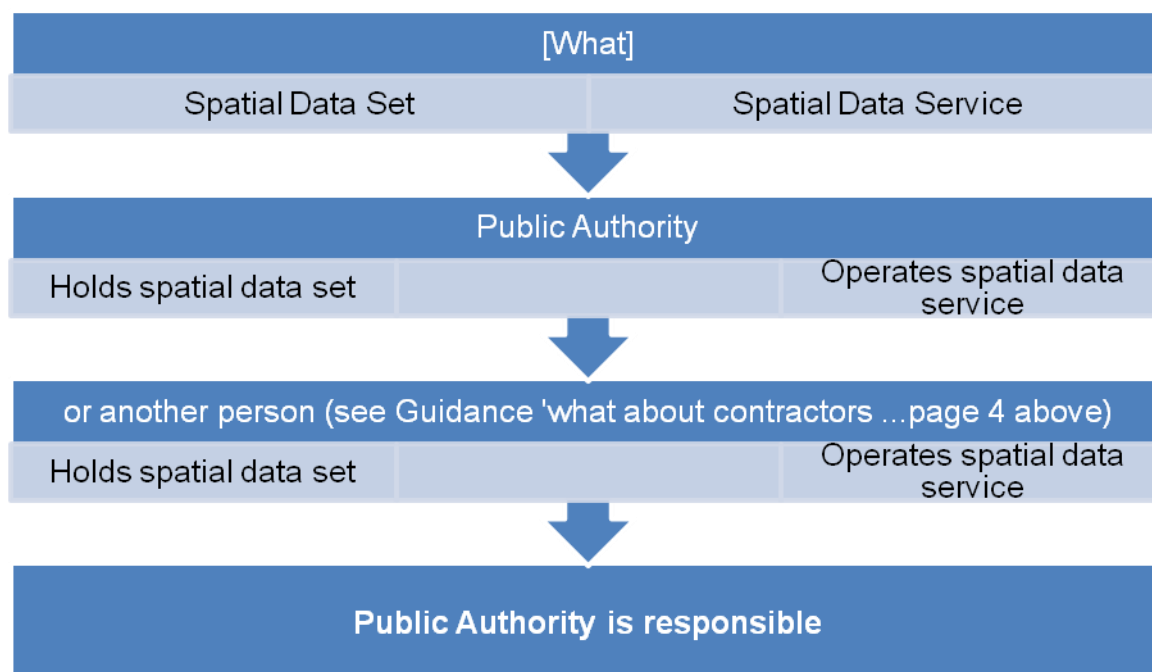 [What]
Spatial Data Set
Spatial Data Service
Public Authority
Holds spatial data set
Operates spatial data
service
or another person (see Guidance 'what about contractors ...page 4 above)
Holds spatial data set
Operates spatial data
service
Public Authority is responsible